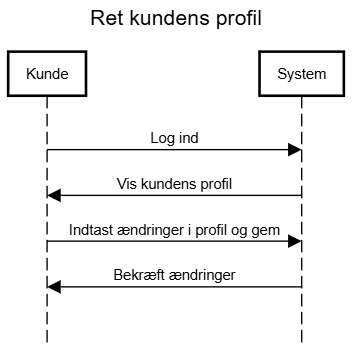 Ret kundens profil
Kunde
System
Log ind
Vis kundens profil
Indtast ændringer i profil og gem
Bekræft ændringer